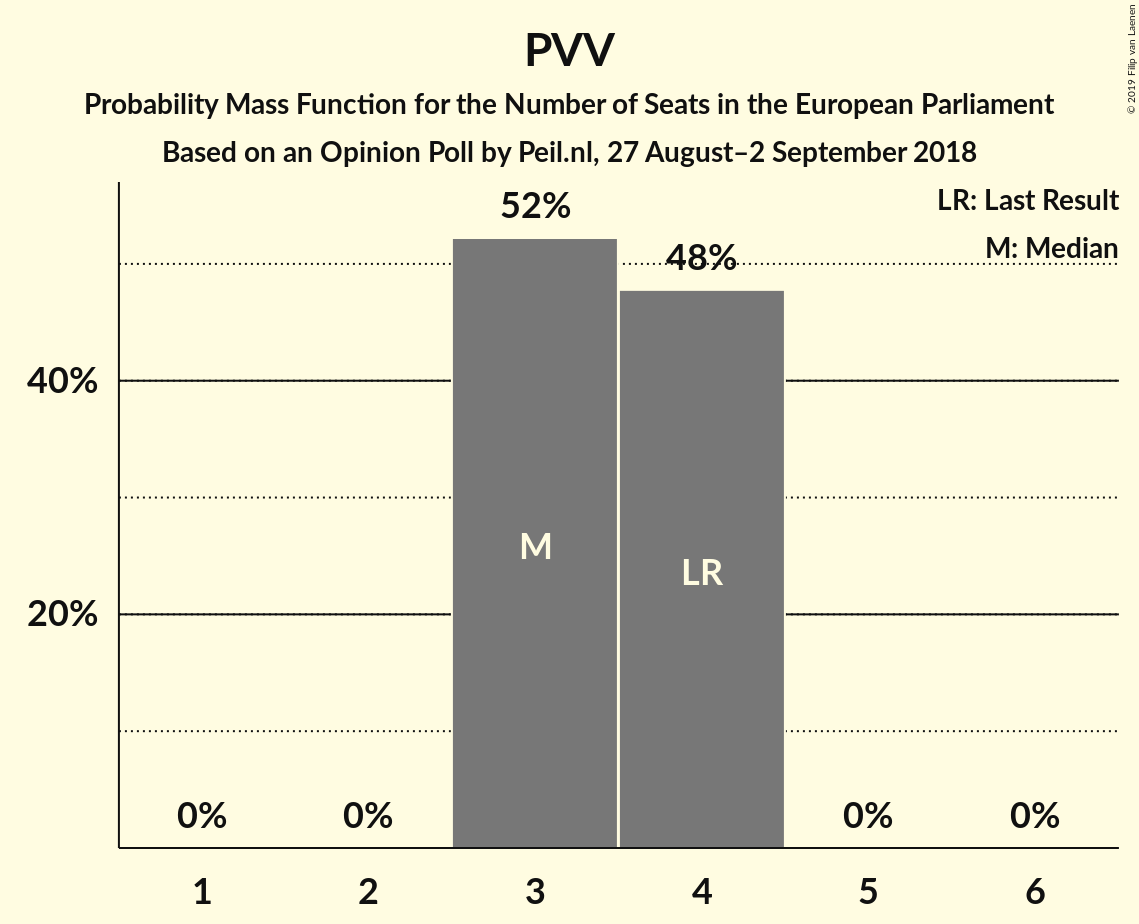 PVV
Probability Mass Function for the Number of Seats in the European Parliament
Based on an Opinion Poll by Peil.nl, 27 August–2 September 2018
© 2019 Filip van Laenen
LR: Last Result
M: Median
52%
48%
40%
20%
M
LR
0%
0%
0%
0%
1
2
3
4
5
6